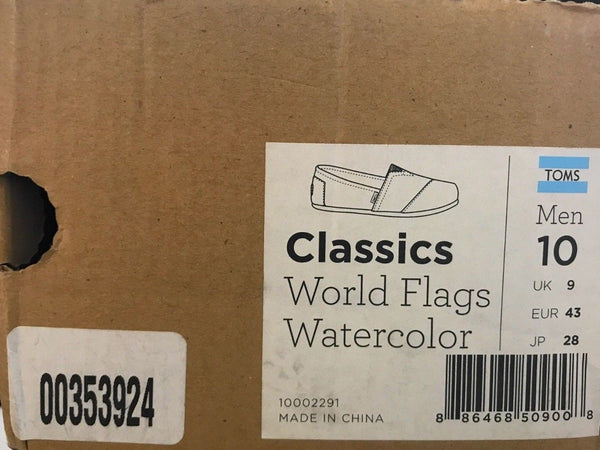 TOMS
Classics
World Flags
Watercolor
Men
10
UK 9
EUR 43
JP 28
10002291
MADE IN CHINA
8 86468 50900 8
00353924